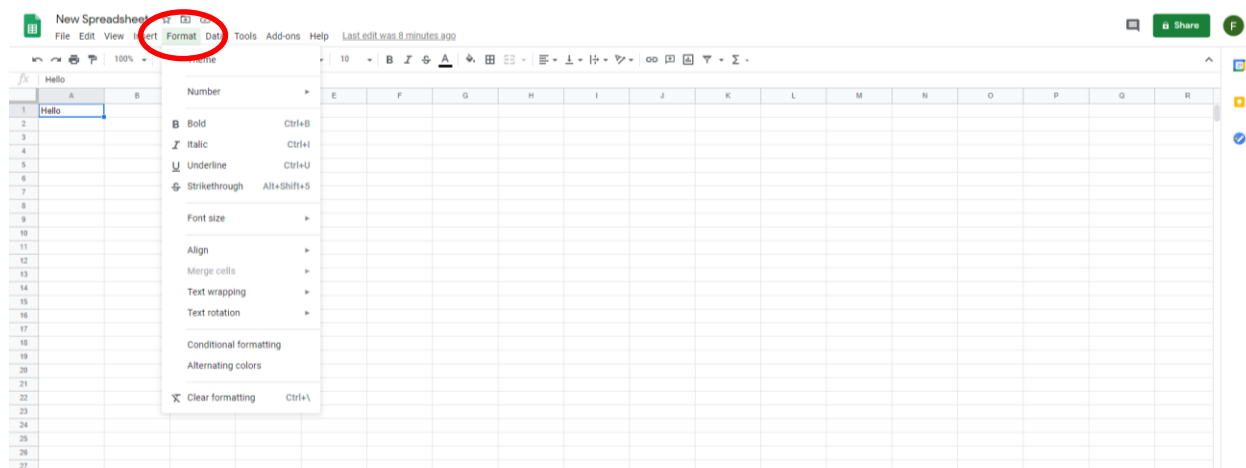 New Spreadsheet
File Edit View Insert Format Data Tools Add-ons Help Last edit was 8 minutes ago
Share
F
100% 10 B I S A
fx Hello
A B E F G H I J K L M N O P Q R
1 Hello
2
3
4
5
6
7
8
9
10
11
12
13
14
15
16
17
18
19
20
21
22
23
24
25
26
27
Theme
Number
B Bold Ctrl+B
I Italic Ctrl+I
U Underline Ctrl+U
S Strikethrough Alt+Shift+5
Font size
Align
Merge cells
Text wrapping
Text rotation
Conditional formatting
Alternating colors
Clear formatting Ctrl+\